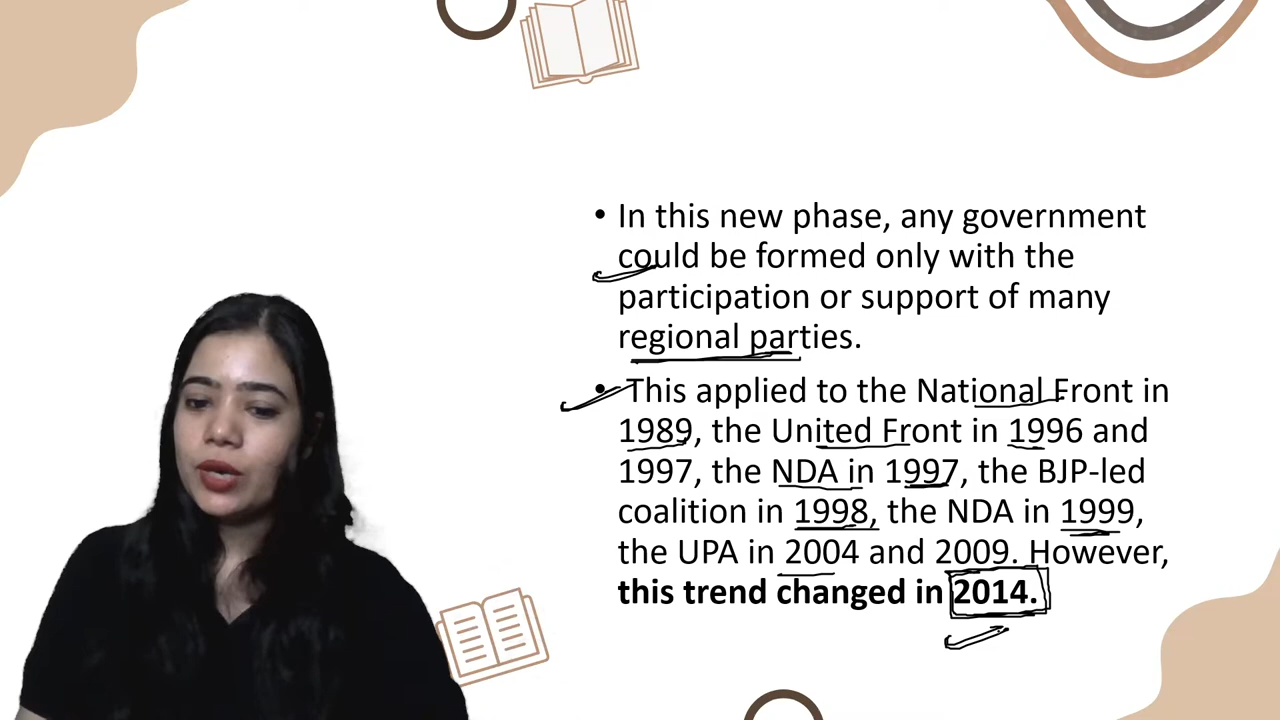 • In this new phase, any government
could be formed only with the
participation or support of many
regional parties.
• This applied to the National Front in
1989, the United Front in 1996 and
1997, the NDA in 1997, the BJP-led
coalition in 1998, the NDA in 1999,
the UPA in 2004 and 2009. However,
this trend changed in 2014.